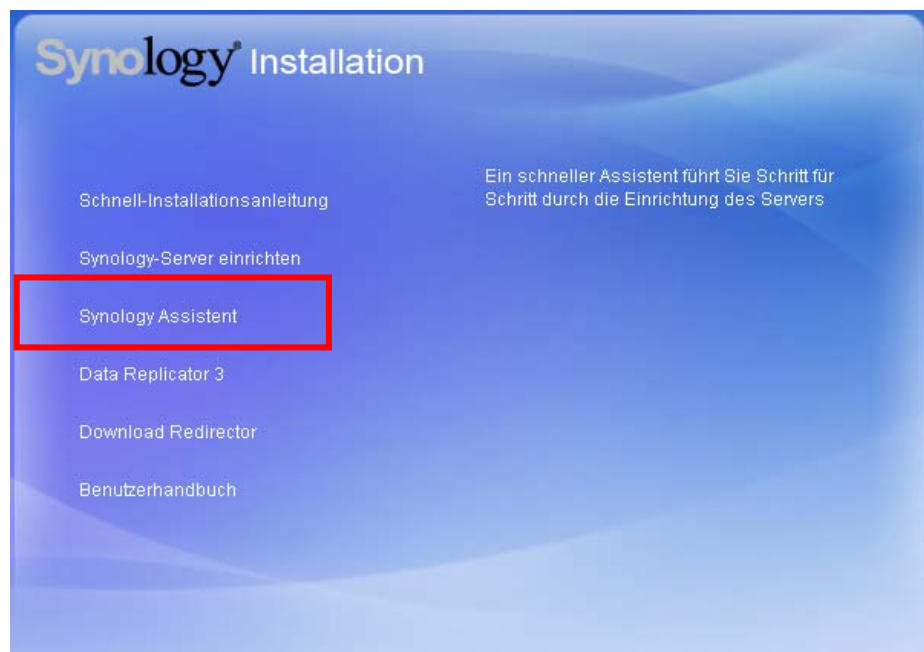 Synology Installation
Schnell-Installationsanleitung
Ein schneller Assistent führt Sie Schritt für
Schritt durch die Einrichtung des Servers
Synology-Server einrichten
Synology Assistent
Data Replicator 3
Download Redirector
Benutzerhandbuch